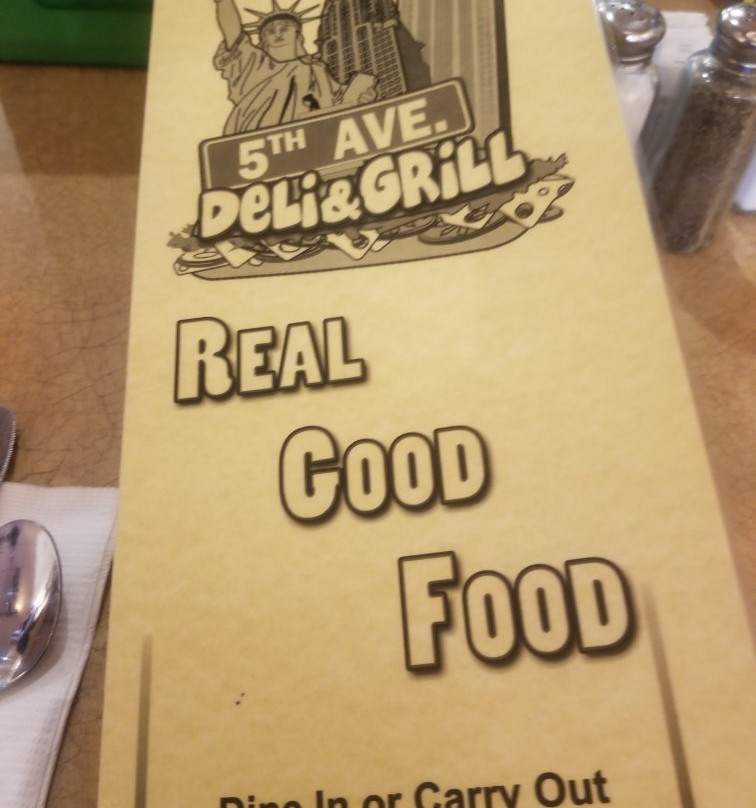 5TH AVE.
DELi&GRiLL
REAL
GOOD
FOOD
Dine In or Carry Out